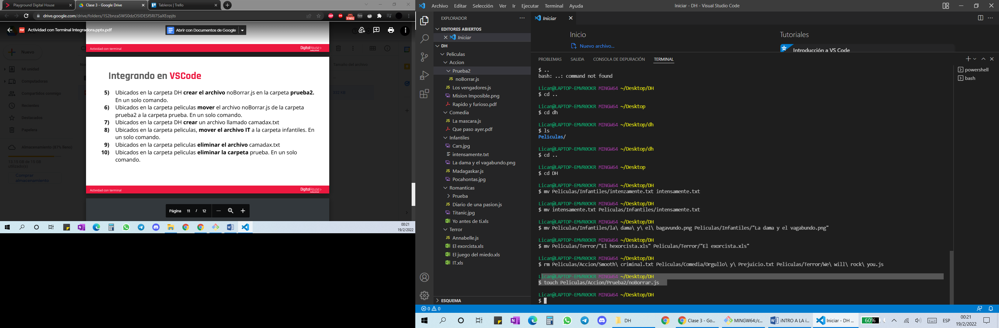 Playground Digital House
Clase 3 - Google Drive
Tableros | Trello
drive.google.com/drive/folders/1S2bnza5WS0dzO5IDESf5RI7SaXEopjts
Actividad con Terminal Integradora.pptx.pdf
Abrir con Documentos de Google
Nuevo
Mi unidad
Computadoras
Compartidos conmigo
Recientes
Destacados
Papelera
Almacenamiento (87% lleno)
13.15 GB de 15 GB
utilizado(s)
Comprar
almacenamiento
Tamaño del archivo
332 KB
Actividad con terminal
DigitalHouse>
Coding School
Integrando en VSCode
5) Ubicados en la carpeta DH crear el archivo noBorrar.js en la carpeta prueba2.
En un solo comando.
6) Ubicados en la carpeta peliculas mover el archivo noBorrar.js de la carpeta
prueba2 a la carpeta prueba. En un solo comando.
7) Ubicados en la carpeta DH crear un archivo llamado camadax.txt
8) Ubicados en la carpeta peliculas, mover el archivo IT a la carpeta infantiles. En
un solo comando.
9) Ubicados en la carpeta peliculas eliminar el archivo camadax.txt
10) Ubicados en la carpeta peliculas eliminar la carpeta prueba. En un solo
comando.
Actividad con terminal
DigitalHouse>
Coding School
Página 11 / 12
00:21
19/2/2022
Archivo Editar Selección Ver Ir Ejecutar Terminal Ayuda
Iniciar - DH - Visual Studio Code
EXPLORADOR
EDITORES ABIERTOS
Iniciar
DH
Peliculas
Accion
Prueba2
noBorrar.js
Los vengadores.js
Mision Imposible.png
Rapido y furioso.pdf
Comedia
La mascara.js
Que paso ayer.pdf
Infantiles
Cars.jpg
intensamente.txt
La dama y el vagabundo.png
Madagaskar.js
Pocahontas.jpg
Romanticas
Prueba
Diario de una pasion.js
Titanic.jpg
Yo antes de ti.xls
Terror
Annabelle.js
El exorcista.xls
El juego del miedo.xls
IT.xls
ESQUEMA
Iniciar
Inicio
Nuevo archivo...
Tutoriales
Introducción a VS Code
PROBLEMAS SALIDA CONSOLA DE DEPURACIÓN TERMINAL
powershell
bash
$ ..
bash: ..: command not found
Lican@LAPTOP-EMVR0OKR MINGW64 ~/Desktop/DH
$ cd ..
Lican@LAPTOP-EMVR0OKR MINGW64 ~/Desktop
$ cd dh
Lican@LAPTOP-EMVR0OKR MINGW64 ~/Desktop/dh
$ ls
Peliculas/
Lican@LAPTOP-EMVR0OKR MINGW64 ~/Desktop/dh
$ cd ..
Lican@LAPTOP-EMVR0OKR MINGW64 ~/Desktop
$ cd DH
Lican@LAPTOP-EMVR0OKR MINGW64 ~/Desktop/DH
$ mv Peliculas/Infantiles/intenzamente.txt intensamente.txt
Lican@LAPTOP-EMVR0OKR MINGW64 ~/Desktop/DH
$ mv intensamente.txt Peliculas/Infantiles/intensamente.txt
Lican@LAPTOP-EMVR0OKR MINGW64 ~/Desktop/DH
$ mv Peliculas/Infantiles/la\ dama\ y\ el\ bagavundo.png Peliculas/Infantiles/"La dama y el vagabundo.png"
Lican@LAPTOP-EMVR0OKR MINGW64 ~/Desktop/DH
$ mv Peliculas/Terror/"El hexorcista.xls" Peliculas/Terror/"El exorcista.xls"
Lican@LAPTOP-EMVR0OKR MINGW64 ~/Desktop/DH
$ rm Peliculas/Accion/Smooth\ criminal.txt Peliculas/Comedia/Orgullo\ y\ Prejuicio.txt Peliculas/Terror/We\ will\ rock\ you.js
Lican@LAPTOP-EMVR0OKR MINGW64 ~/Desktop/DH
$ touch Peliculas/Accion/Prueba2/noBorrar.js
Lican@LAPTOP-EMVR0OKR MINGW64 ~/Desktop/DH
$
0 0
DH
Clase 3 - Go...
MINGW64:/c...
iNTRO A LA i...
Iniciar - DH ...
60%
ESP
00:21
19/2/2022